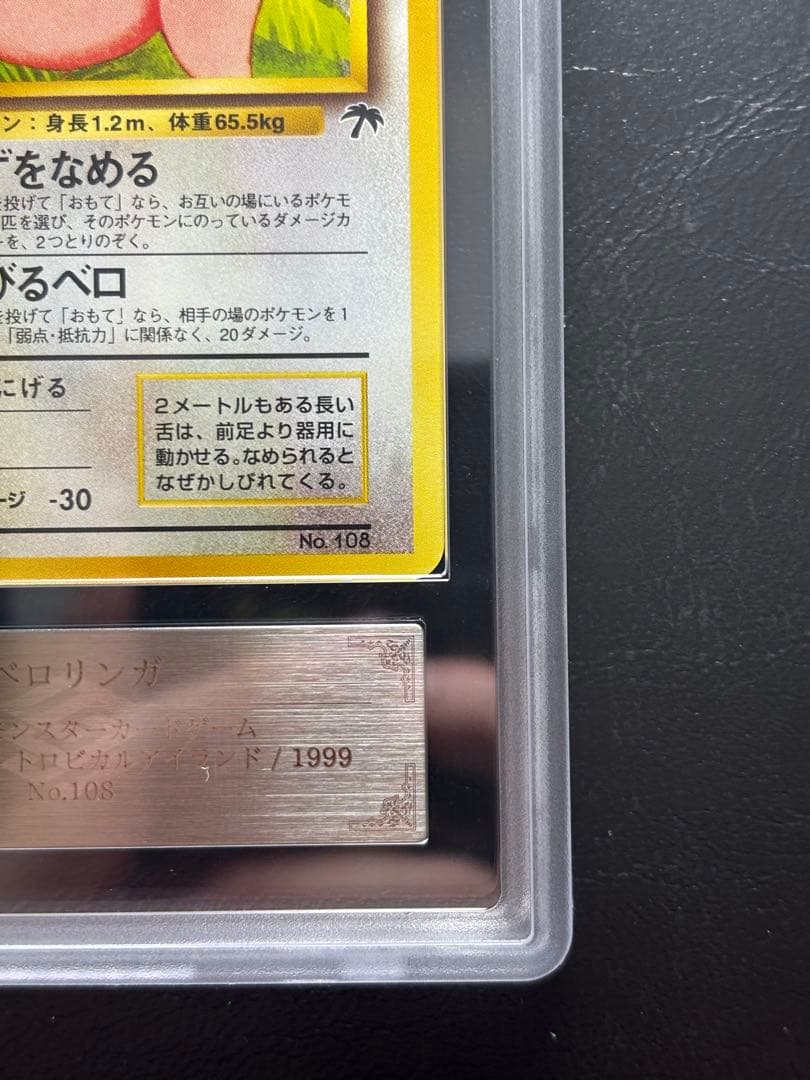 ン：身長1.2m、体重65.5kg
をなめる
を投げて「おもて」なら、お互いの場にいるポケモ
匹を選び、そのポケモンにのっているダメージカ
ーを、2つとりのぞく。
びるベロ
を投げて「おもて」なら、相手の場のポケモンを1
「弱点・抵抗力」に関係なく、20ダメージ。
にげる
2メートルもある長い
舌は、前足より器用に
動かせる。なめられると
なぜかしびれてくる。
ージ -30
No. 108
ベロリンガ
モンスターカードゲーム
トロピカルアイランド / 1999
No.108